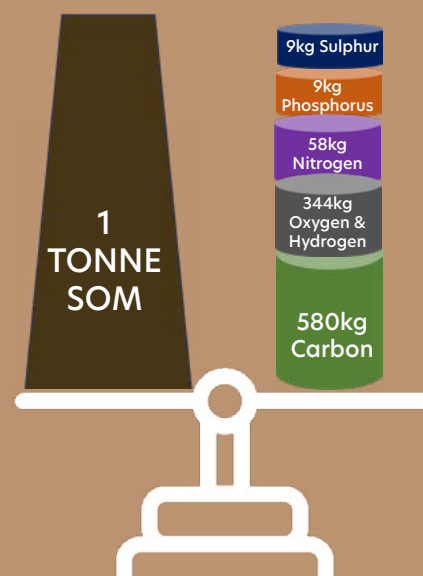 1
TONNE
SOM
9kg Sulphur
9kg
Phosphorus
58kg
Nitrogen
344kg
Oxygen &
Hydrogen
580kg
Carbon